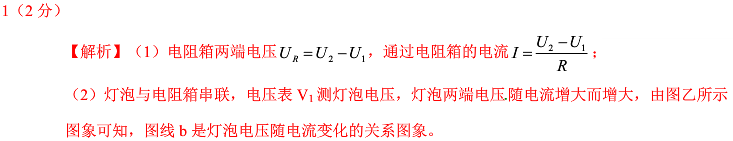 1（2 分）
【解析】（1）电阻箱两端电压 U_R = U_2 − U_1，通过电阻箱的电流 I = \frac{U_2 − U_1}{R}；
（2）灯泡与电阻箱串联，电压表 V₁ 测灯泡电压，灯泡两端电压随电流增大而增大，由图乙所示
图象可知，图线 b 是灯泡电压随电流变化的关系图象。